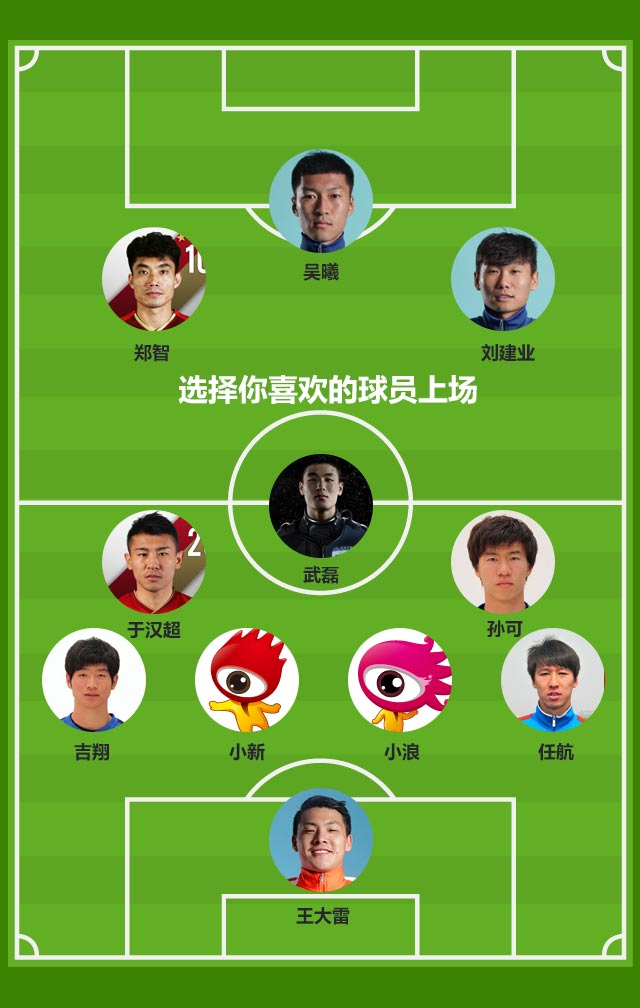 吴曦
郑智
刘建业
选择你喜欢的球员上场
武磊
于汉超
孙可
吉翔
小新
小浪
任航
王大雷